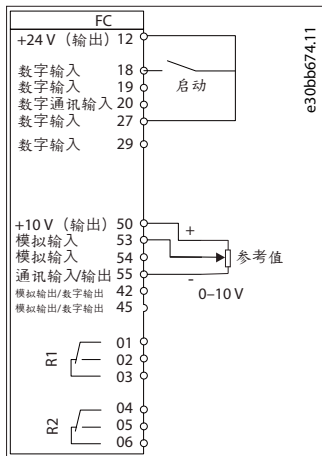 FC
+24 V（输出）12
数字输入 18
启动
数字输入 19
数字通讯输入 20
数字输入 27
数字输入 29
+10 V（输出）50
+
模拟输入 53
模拟输入 54
参考值
通讯输入/输出 55
-
模拟输出/数字输出 42
0–10 V
模拟输出/数字输出 45
R1
01
02
03
R2
04
05
06
e30bb674.11